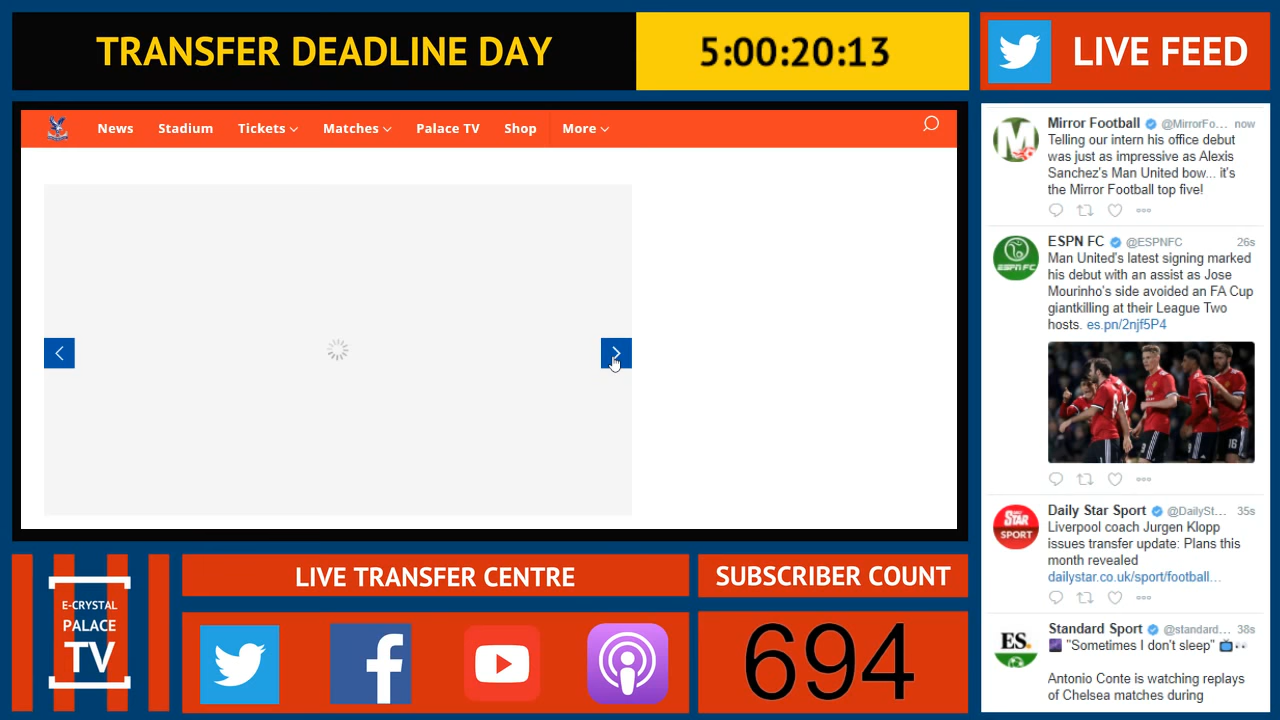 TRANSFER DEADLINE DAY
5:00:20:13
LIVE FEED
News Stadium Tickets Matches Palace TV Shop More
Mirror Football @MirrorFo... now
Telling our intern his office debut
was just as impressive as Alexis
Sanchez's Man United bow... it's
the Mirror Football top five!
ESPN FC @ESPNFC 26s
Man United's latest signing marked
his debut with an assist as Jose
Mourinho's side avoided an FA Cup
giantkilling at their League Two
hosts. es.pn/2njf5P4
Daily Star Sport @DailySt... 35s
Liverpool coach Jurgen Klopp
issues transfer update: Plans this
month revealed
dailystar.co.uk/sport/football...
Standard Sport @standard... 38s
"Sometimes I don't sleep"
Antonio Conte is watching replays
of Chelsea matches during
M
ESPN FC
STAR
SPORT
ES.
16
E-CRYSTAL
PALACE
TV
LIVE TRANSFER CENTRE
SUBSCRIBER COUNT
694